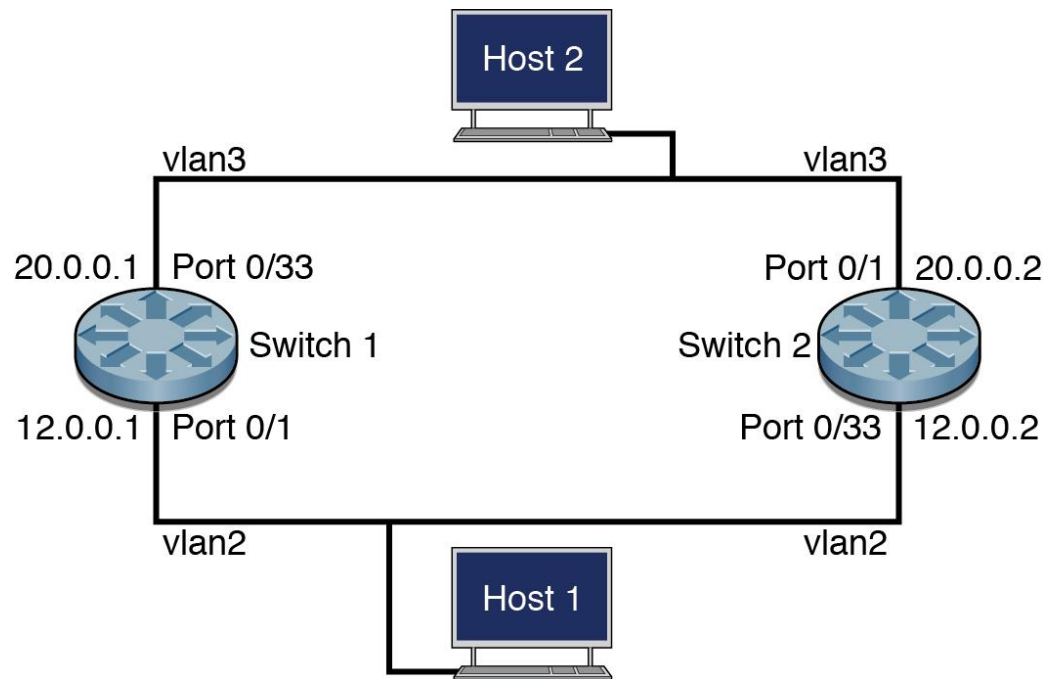 Host 2
vlan3 vlan3
20.0.0.1 Port 0/33 Port 0/1 20.0.0.2
Switch 1 Switch 2
12.0.0.1 Port 0/1 Port 0/33 12.0.0.2
vlan2 vlan2
Host 1